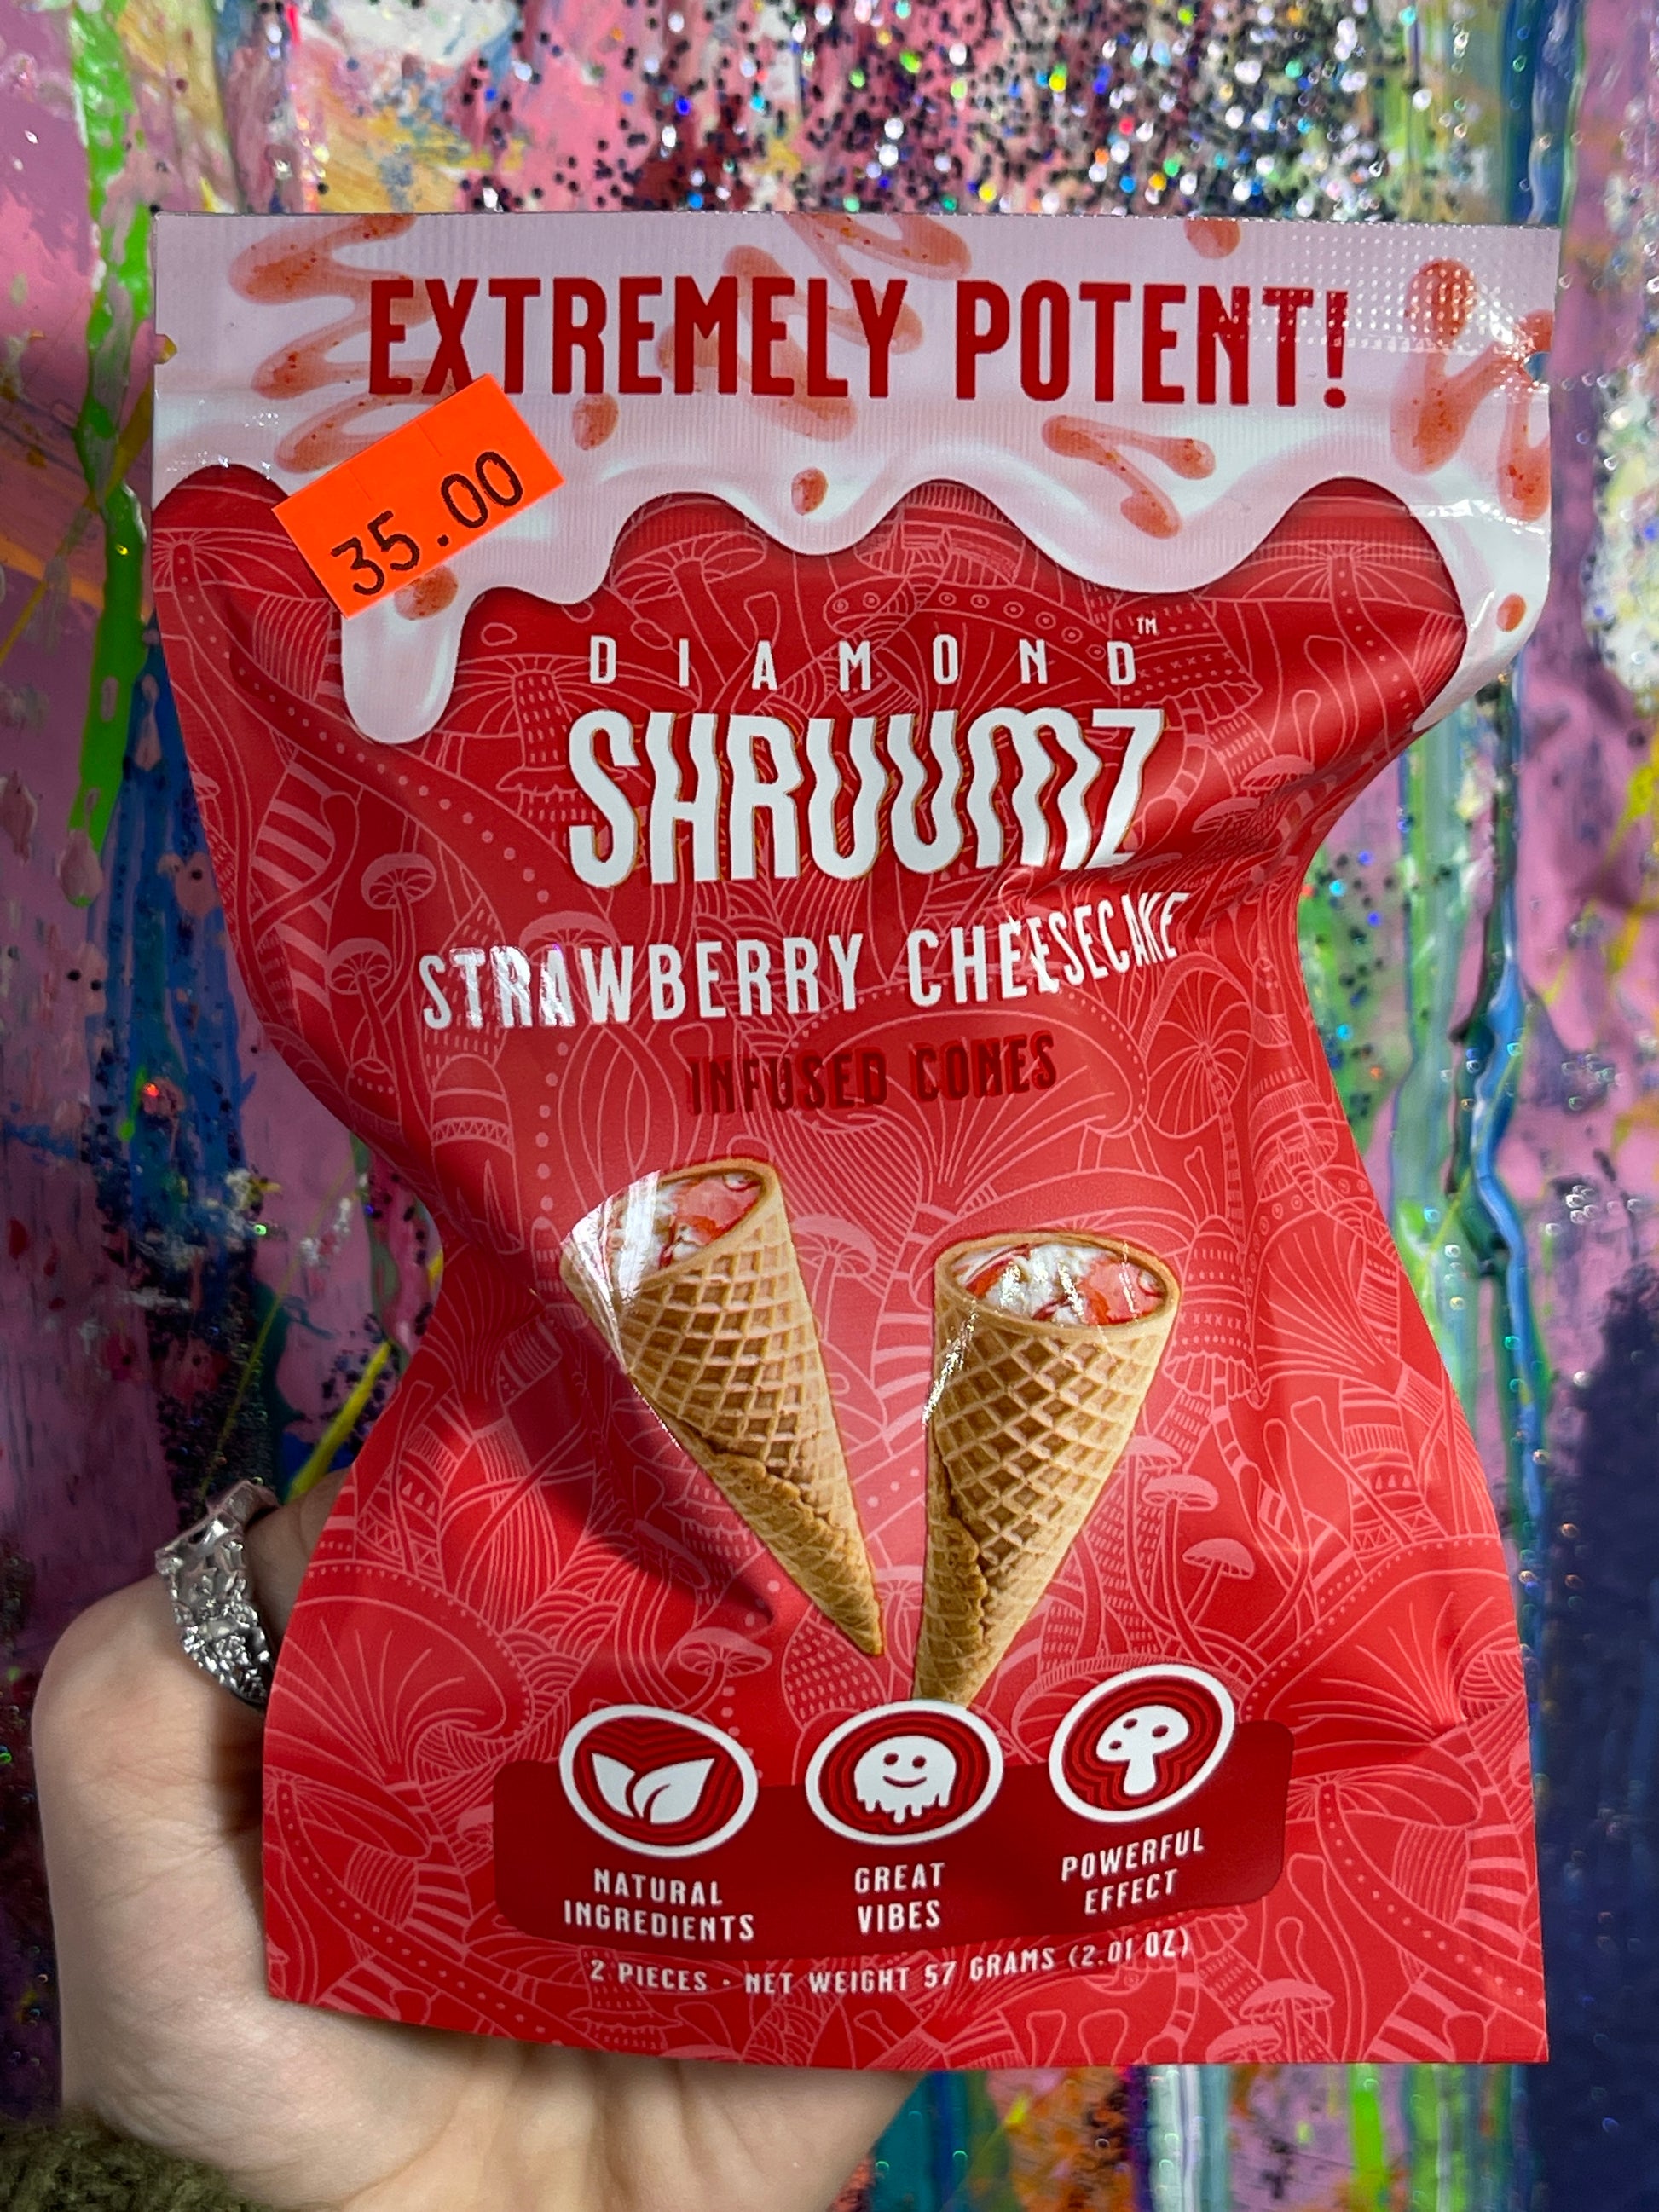 EXTREMELY POTENT!
35.00
DIAMOND™
SHRUUMZ
STRAWBERRY CHEESECAKE
INFUSED CONES
NATURAL
INGREDIENTS
GREAT
VIBES
POWERFUL
EFFECT
2 PIECES · NET WEIGHT 57 GRAMS (2.01 OZ)